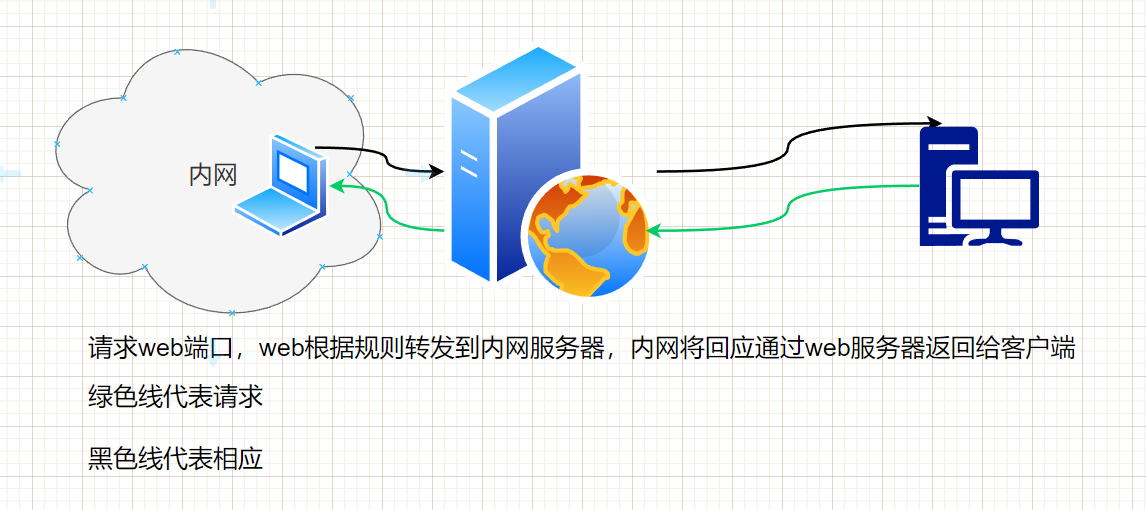 内网
请求web端口，web根据规则转发到内网服务器，内网将回应通过web服务器返回给客户端
绿色线代表请求
黑色线代表相应